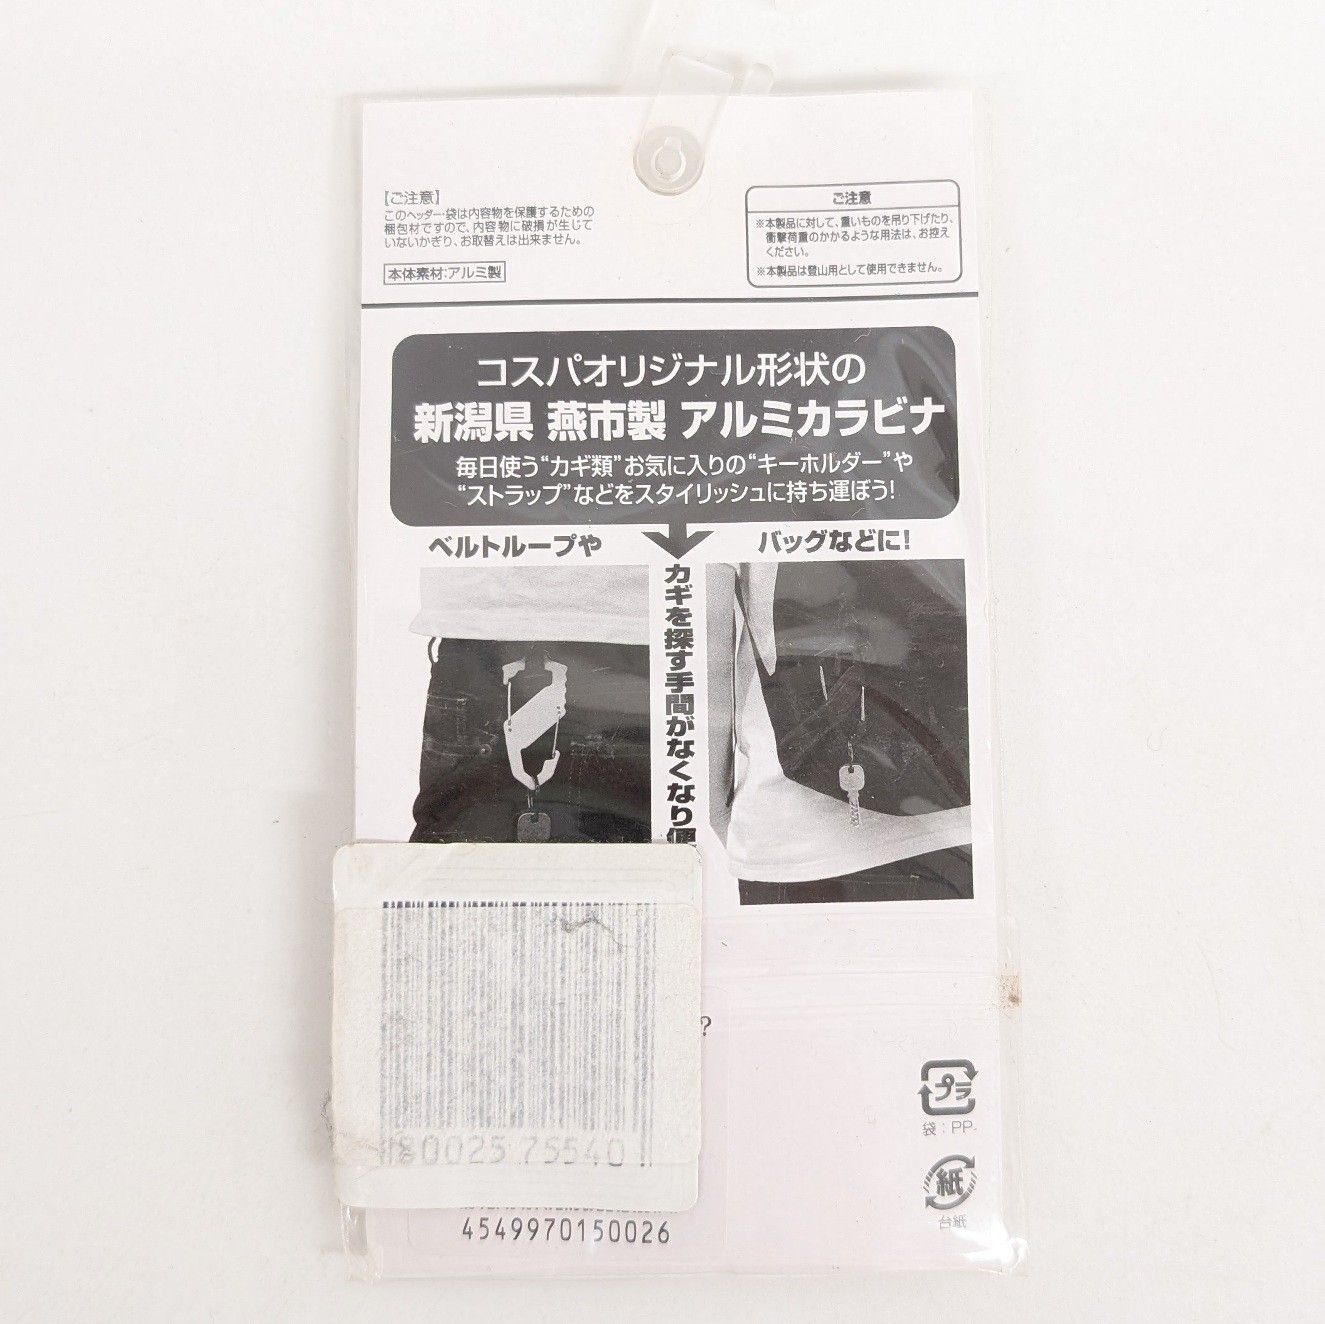 【ご注意】
このヘッダー・袋は内容物を保護するための
梱包材ですので、内容物に破損が生じて
いないかぎり、お取替えは出来ません。
本体素材:アルミ製
ご注意
※本製品に対して、重いものを吊り下げたり、
衝撃荷重のかかるような用法は、お控え
ください。
※本製品は登山用として使用できません。
コスパオリジナル形状の
新潟県 燕市製 アルミカラビナ
毎日使う“カギ類”お気に入りの“キーホルダー”や
“ストラップ”などをスタイリッシュに持ち運ぼう!
ベルトループや
バッグなどに!
カギを探す手間がなくなり便
?
プラ
袋:PP
紙
台紙
4549970150026